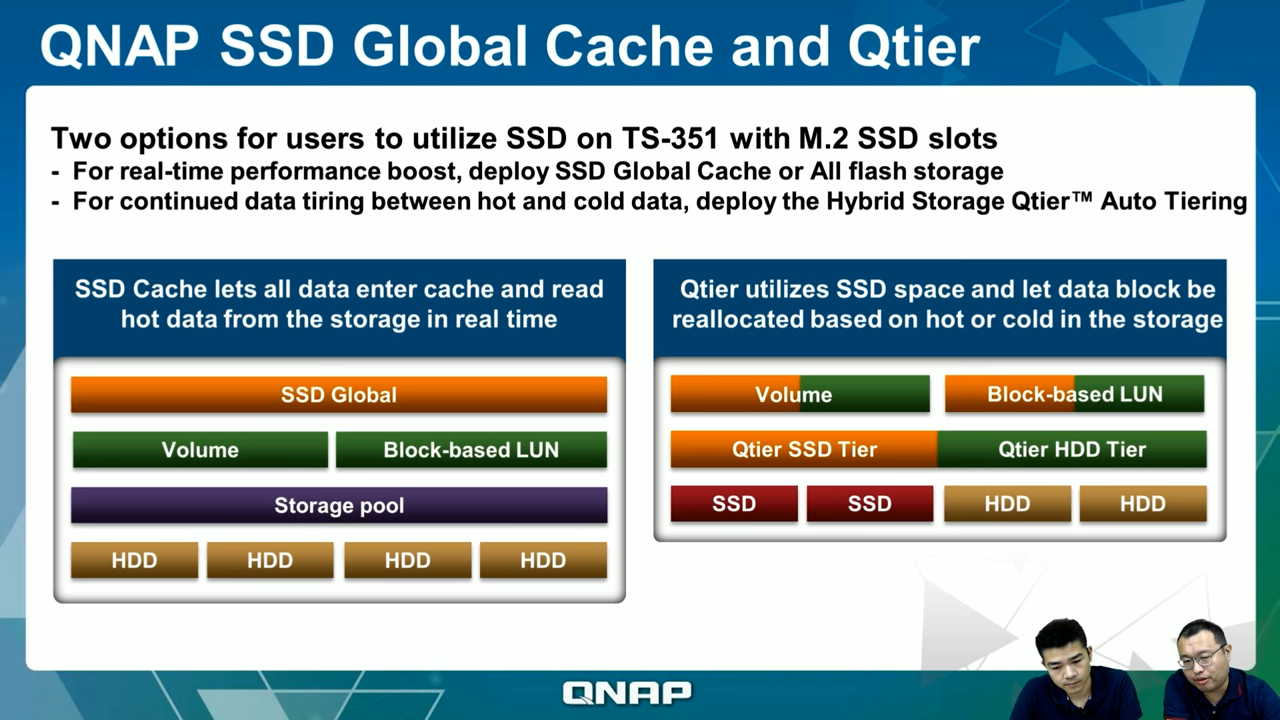 QNAP SSD Global Cache and Qtier
Two options for users to utilize SSD on TS-351 with M.2 SSD slots
- For real-time performance boost, deploy SSD Global Cache or All flash storage
- For continued data tiring between hot and cold data, deploy the Hybrid Storage Qtier™ Auto Tiering
SSD Cache lets all data enter cache and read
hot data from the storage in real time
SSD Global
Volume
Block-based LUN
Storage pool
HDD
HDD
HDD
HDD
Qtier utilizes SSD space and let data block be
reallocated based on hot or cold in the storage
Volume
Block-based LUN
Qtier SSD Tier
Qtier HDD Tier
SSD
SSD
HDD
HDD
QNAP